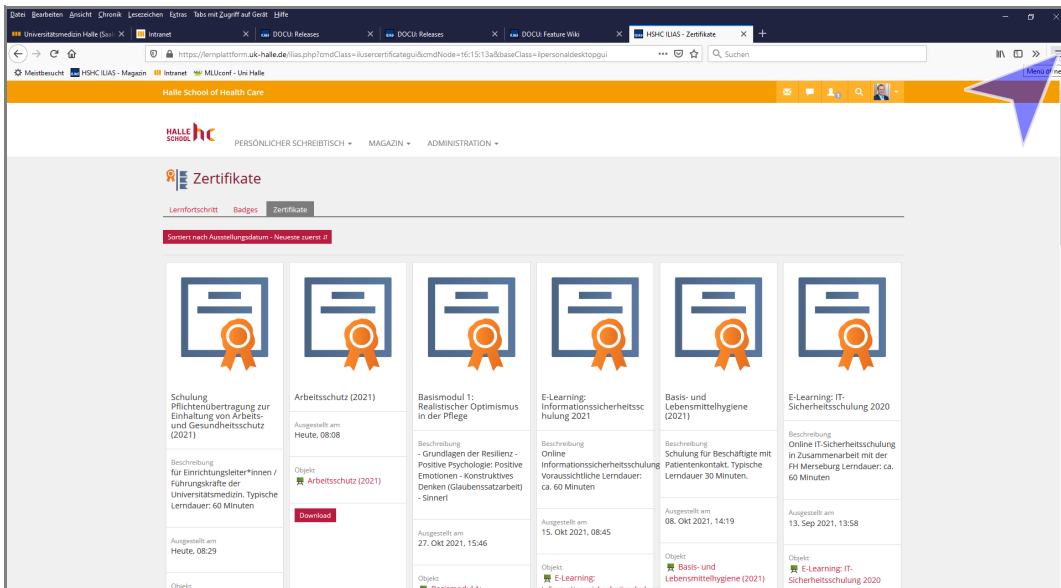 Datei Bearbeiten Ansicht Chronik Lesezeichen Extras Tabs mit Zugriff auf Gerät Hilfe
Universitätsmedizin Halle (Saal
Intranet
DOCU: Releases
DOCU: Releases
DOCU: Feature Wiki
HSHC ILIAS - Zertifikate
https://lernplattform.uk-halle.de/ilias.php?cmdClass=ilusercertificategui&cmdNode=t6:15:13a&baseClass=ilpersonaldesktopgui
Suchen
Meistbesucht HSHC ILIAS - Magazin Intranet MLUconf - Uni Halle
Menü öffne
Halle School of Health Care
HALLE SCHOOL hc
PERSÖNLICHER SCHREIBTISCH MAGAZIN ADMINISTRATION
Zertifikate
Lernfortschritt Badges Zertifikate
Sortiert nach Ausstellungsdatum - Neueste zuerst
Schulung
Pflichtenübertragung zur
Einhaltung von Arbeits-
und Gesundheitsschutz
(2021)
Beschreibung
für Einrichtungsleiter*innen /
Führungskräfte der
Universitätsmedizin. Typische
Lerndauer: 60 MInuten
Ausgestellt am
Heute, 08:29
Objekt
Arbeitsschutz (2021)
Ausgestellt am
Heute, 08:08
Objekt
Arbeitsschutz (2021)
Download
Basismodul 1:
Realistischer Optimismus
in der Pflege
Beschreibung
- Grundlagen der Resilienz -
Positive Psychologie: Positive
Emotionen - Konstruktives
Denken (Glaubenssatzarbeit)
- Sinnerl
Ausgestellt am
27. Okt 2021, 15:46
Objekt
Basismodul 1:
E-Learning:
Informationssicherheitssc
hulung 2021
Beschreibung
Online
Informationssicherheitsschulung
Voraussichtliche Lerndauer:
ca. 60 Minuten
Ausgestellt am
15. Okt 2021, 08:45
Objekt
E-Learning:
Basis- und
Lebensmittelhygiene
(2021)
Beschreibung
Schulung für Beschäftigte mit
Patientenkontakt. Typische
Lerndauer 30 Minuten.
Ausgestellt am
08. Okt 2021, 14:19
Objekt
Basis- und
Lebensmittelhygiene (2021)
E-Learning: IT-
Sicherheitsschulung 2020
Beschreibung
Online IT-Sicherheitsschulung
in Zusammenarbeit mit der
FH Merseburg Lerndauer: ca.
60 Minuten
Ausgestellt am
13. Sep 2021, 13:58
Objekt
E-Learning: IT-
Sicherheitsschulung 2020